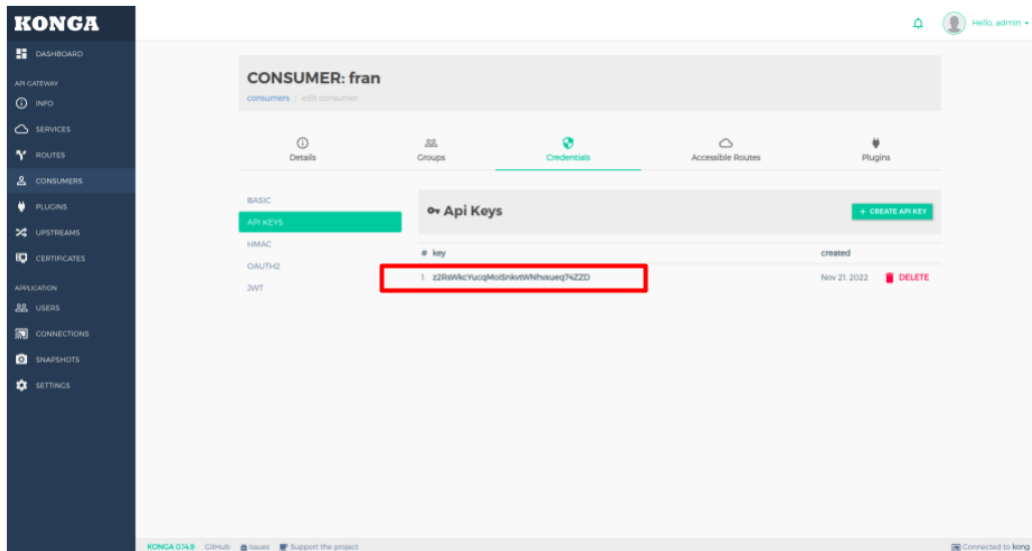 KONGA
Hello, admin
DASHBOARD
API GATEWAY
INFO
SERVICES
ROUTES
CONSUMERS
PLUGINS
UPSTREAMS
CERTIFICATES
APPLICATION
USERS
CONNECTIONS
SNAPSHOTS
SETTINGS
CONSUMER: fran
consumers / edit consumer
Details Groups Credentials Accessible Routes Plugins
BASIC
API KEYS
HMAC
OAUTH2
JWT
Api Keys
+ CREATE API KEY
# key created
1. Nov 21, 2022 DELETE
KONGA 0.14.9 GitHub Issues Support the project Connected to kong